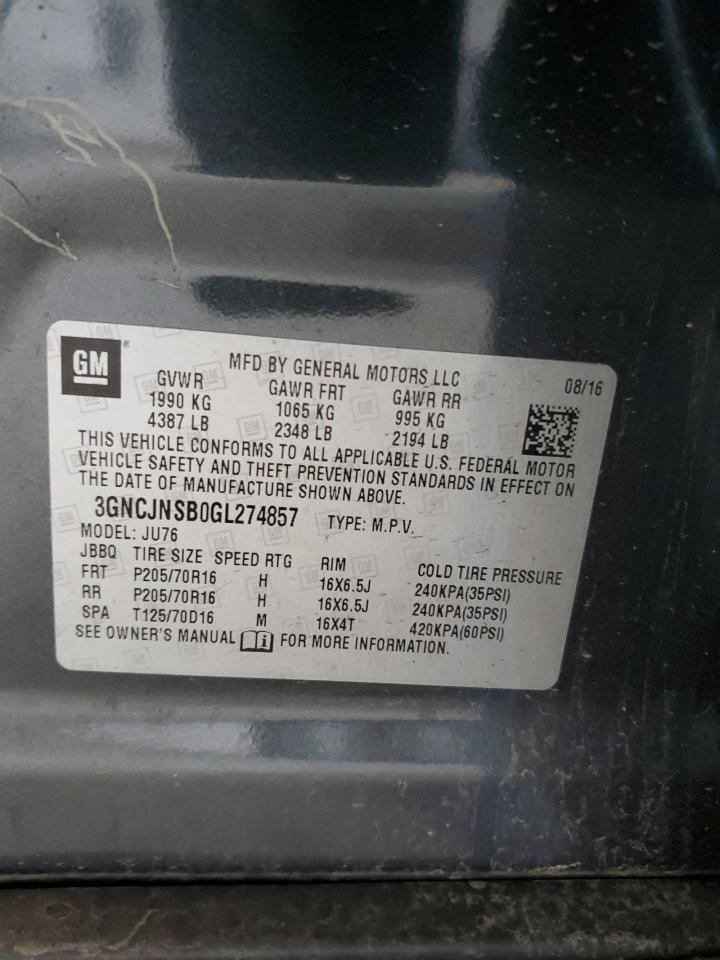 GM
MFD BY GENERAL MOTORS LLC 08/16
GVWR GAWR FRT GAWR RR
1990 KG 1065 KG 995 KG
4387 LB 2348 LB 2194 LB
THIS VEHICLE CONFORMS TO ALL APPLICABLE U.S. FEDERAL MOTOR
VEHICLE SAFETY AND THEFT PREVENTION STANDARDS IN EFFECT ON
THE DATE OF MANUFACTURE SHOWN ABOVE.
3GNCJNSB0GL274857 TYPE: M.P.V.
MODEL: JU76
JBBQ TIRE SIZE SPEED RTG RIM COLD TIRE PRESSURE
FRT P205/70R16 H 16X6.5J 240KPA(35PSI)
RR P205/70R16 H 16X6.5J 240KPA(35PSI)
SPA T125/70D16 M 16X4T 420KPA(60PSI)
SEE OWNER'S MANUAL FOR MORE INFORMATION.